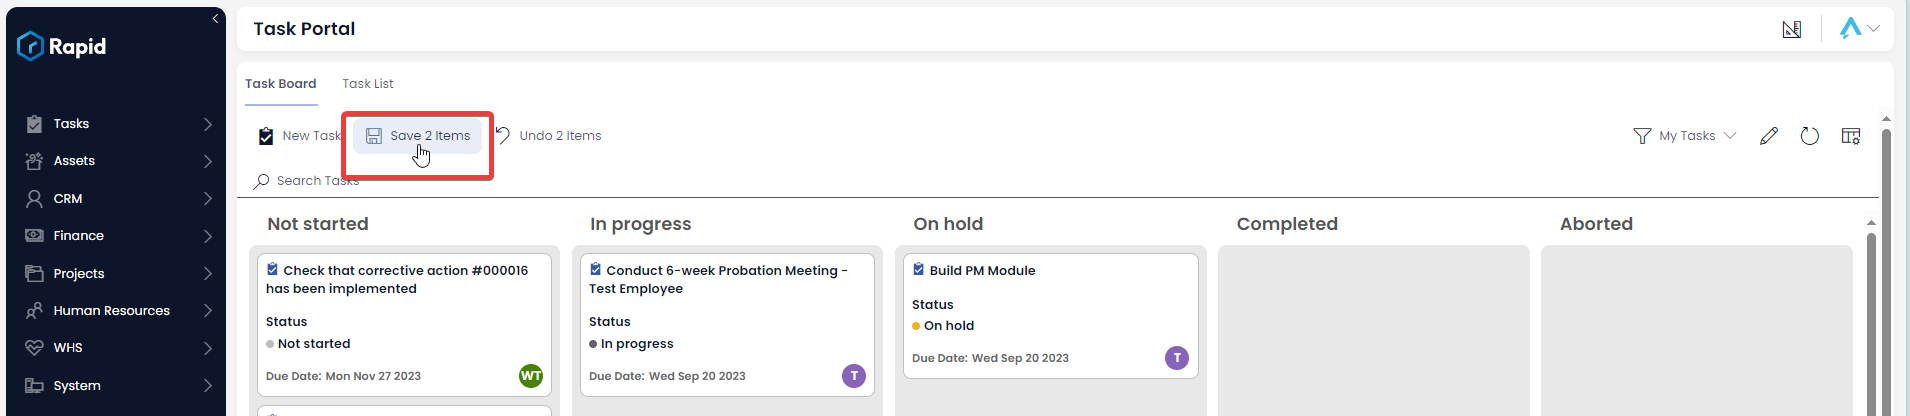 Rapid
Tasks
Assets
CRM
Finance
Projects
Human Resources
WHS
System
Task Portal
Task Board
Task List
New Task
Save 2 Items
Undo 2 Items
My Tasks
Search Tasks
Not started
Check that corrective action #000016
has been implemented
Status
Not started
Due Date: Mon Nov 27 2023
WT
In progress
Conduct 6-week Probation Meeting -
Test Employee
Status
In progress
Due Date: Wed Sep 20 2023
T
On hold
Build PM Module
Status
On hold
Due Date: Wed Sep 20 2023
T
Completed
Aborted